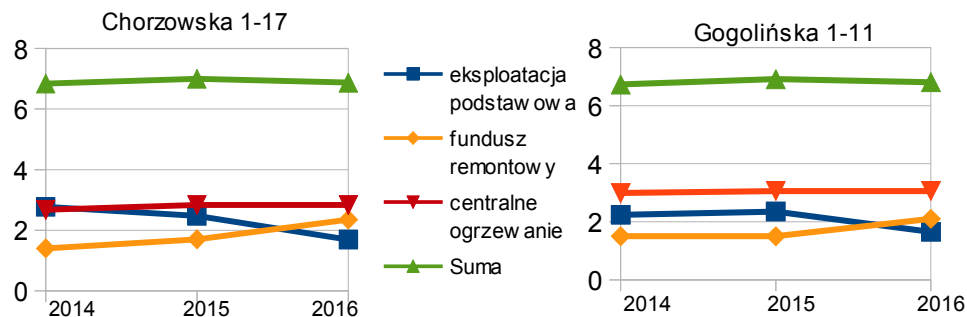 Chorzowska 1-17
8
6
4
2
0
2014 2015 2016
eksploatacja
podstaw ow a
fundusz
remontow y
centralne
ogrzew anie
Suma
Gogolińska 1-11
8
6
4
2
0
2014 2015 2016